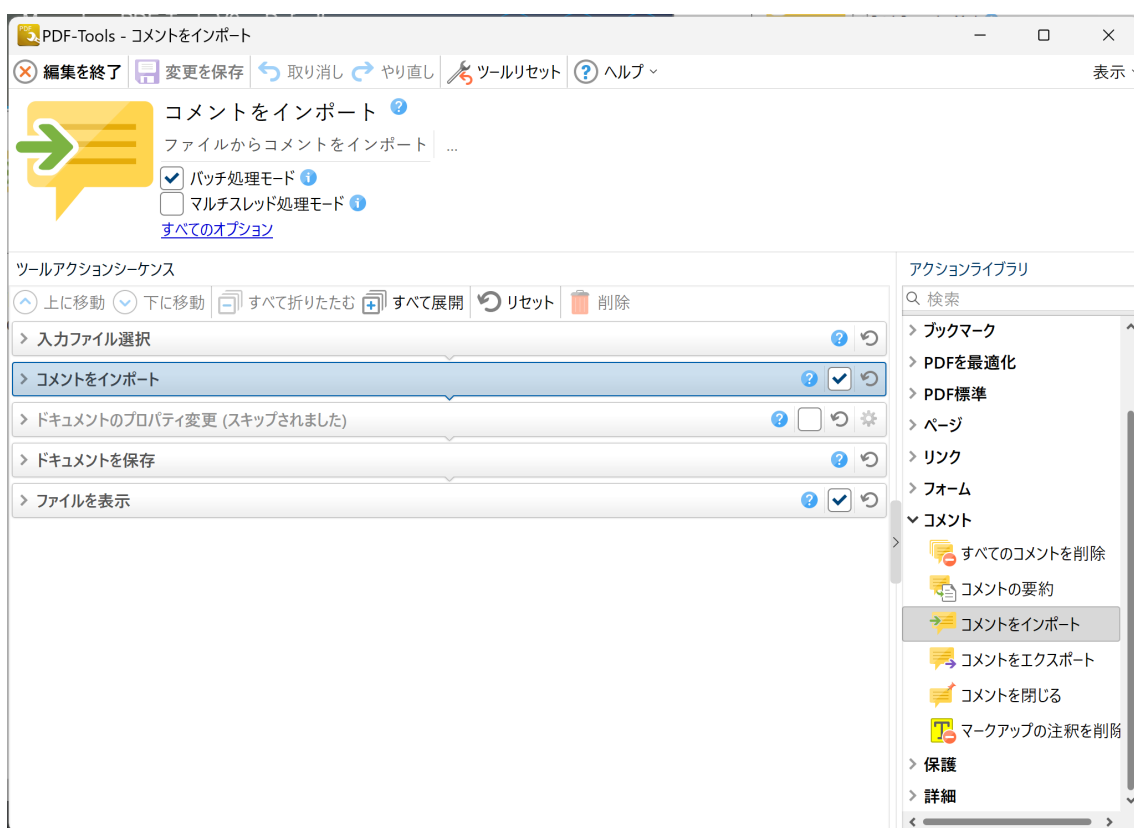 PDF-Tools - コメントをインポート
編集を終了 変更を保存 取り消し やり直し ツールリセット ヘルプ 表示
コメントをインポート
ファイルからコメントをインポート ...
バッチ処理モード
マルチスレッド処理モード
すべてのオプション
ツールアクションシーケンス
上に移動 下に移動 すべて折りたたむ すべて展開 リセット 削除
入力ファイル選択
コメントをインポート
ドキュメントのプロパティ変更 (スキップされました)
ドキュメントを保存
ファイルを表示
アクションライブラリ
検索
ブックマーク
PDFを最適化
PDF標準
ページ
リンク
フォーム
コメント
すべてのコメントを削除
コメントの要約
コメントをインポート
コメントをエクスポート
コメントを閉じる
マークアップの注釈を削除
保護
詳細